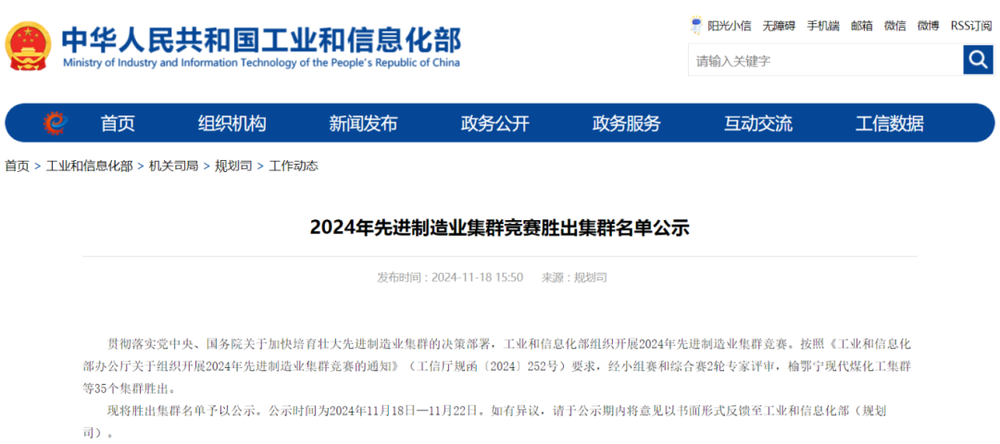 阳光小信 无障碍 手机端 邮箱 微信 微博 RSS订阅
中华人民共和国工业和信息化部
Ministry of Industry and Information Technology of the People's Republic of China
请输入关键字
首页 组织机构 新闻发布 政务公开 政务服务 互动交流 工信数据
首页 > 工业和信息化部 > 机关司局 > 规划司 > 工作动态
2024年先进制造业集群竞赛胜出集群名单公示
发布时间：2024-11-18 15:50 来源：规划司
贯彻落实党中央、国务院关于加快培育壮大先进制造业集群的决策部署，工业和信息化部组织开展2024年先进制造业集群竞赛。按照《工业和信息化
部办公厅关于组织开展2024年先进制造业集群竞赛的通知》（工信厅规函〔2024〕252号）要求，经小组赛和综合赛2轮专家评审，榆鄂宁现代煤化工集群
等35个集群胜出。
现将胜出集群名单予以公示。公示时间为2024年11月18日—11月22日。如有异议，请于公示期内将意见以书面形式反馈至工业和信息化部（规划
司）。